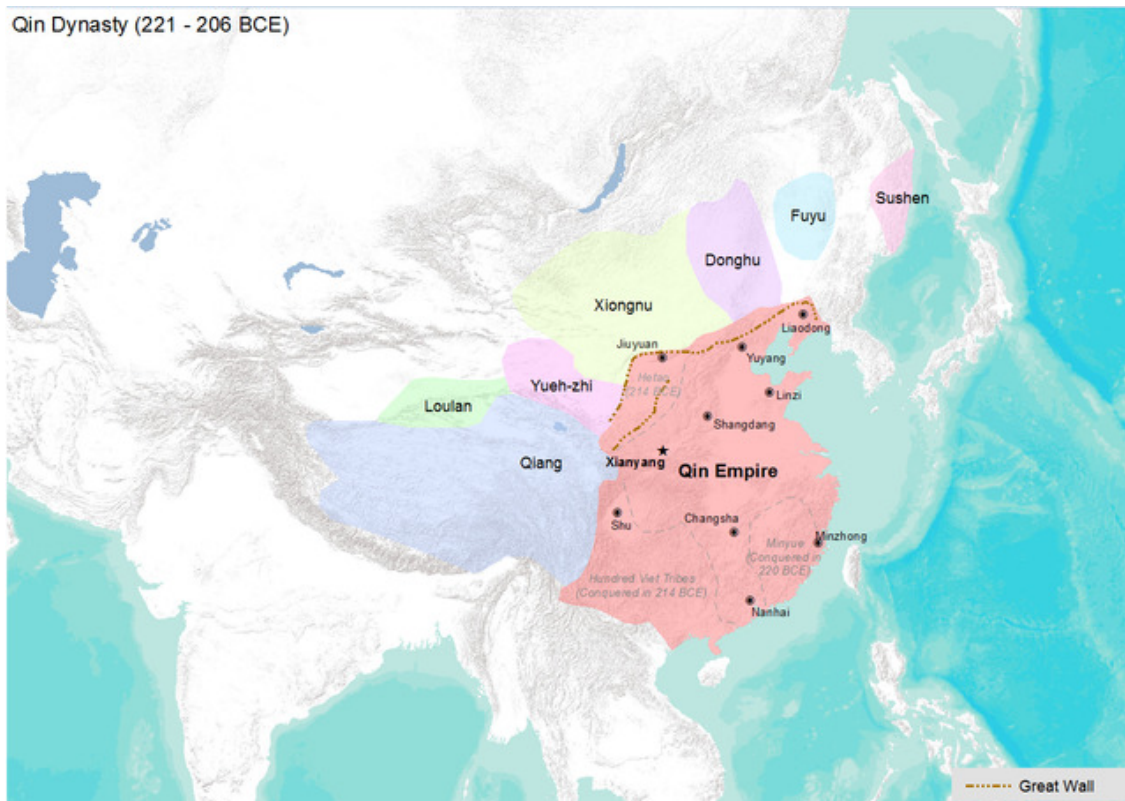 Qin Dynasty (221 - 206 BCE)
Sushen
Fuyu
Donghu
Xiongnu
Liaodong
Jiuyuan
Yuyang
Hetao
(214 BCE)
Yueh-zhi
Linzi
Loulan
Shangdang
Qiang
Xianyang
Qin Empire
Shu
Changsha
Minzhong
Minyue
(Conquered in
220 BCE)
Hundred Viet Tribes
(Conquered in 214 BCE)
Nanhai
Great Wall